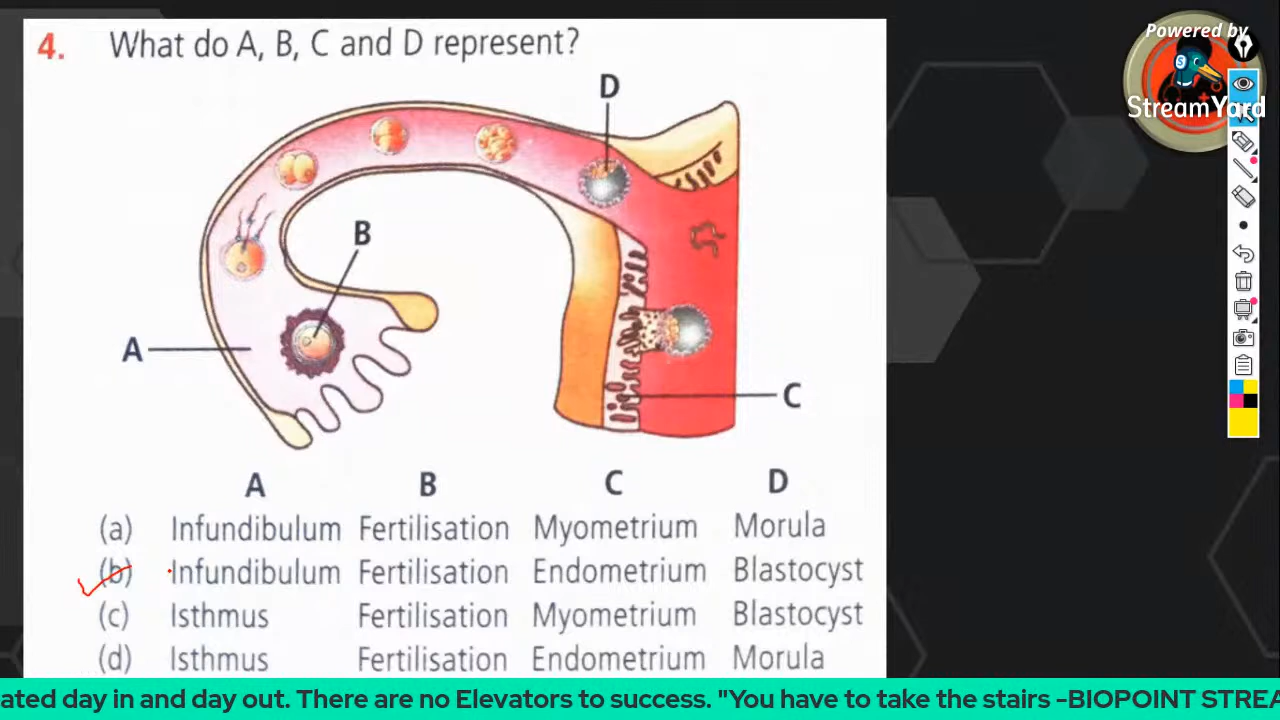 Powered by
StreamYard
4. What do A, B, C and D represent?
D
B
A
C
A B C D
(a) Infundibulum Fertilisation Myometrium Morula
(b) Infundibulum Fertilisation Endometrium Blastocyst
(c) Isthmus Fertilisation Myometrium Blastocyst
(d) Isthmus Fertilisation Endometrium Morula
ated day in and day out. There are no Elevators to success. "You have to take the stairs -BIOPOINT STREA